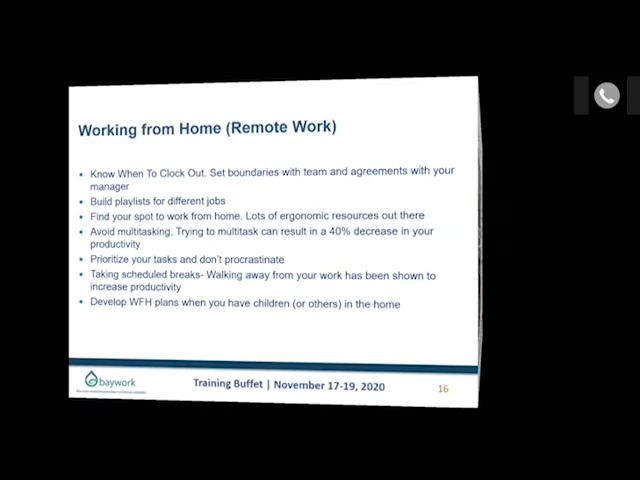 Working from Home (Remote Work)
• Know When To Clock Out. Set boundaries with team and agreements with your
manager
• Build playlists for different jobs
• Find your spot to work from home. Lots of ergonomic resources out there
• Avoid multitasking. Trying to multitask can result in a 40% decrease in your
productivity
• Prioritize your tasks and don't procrastinate
• Taking scheduled breaks- Walking away from your work has been shown to
increase productivity
• Develop WFH plans when you have children (or others) in the home
baywork
Training Buffet | November 17-19, 2020
16